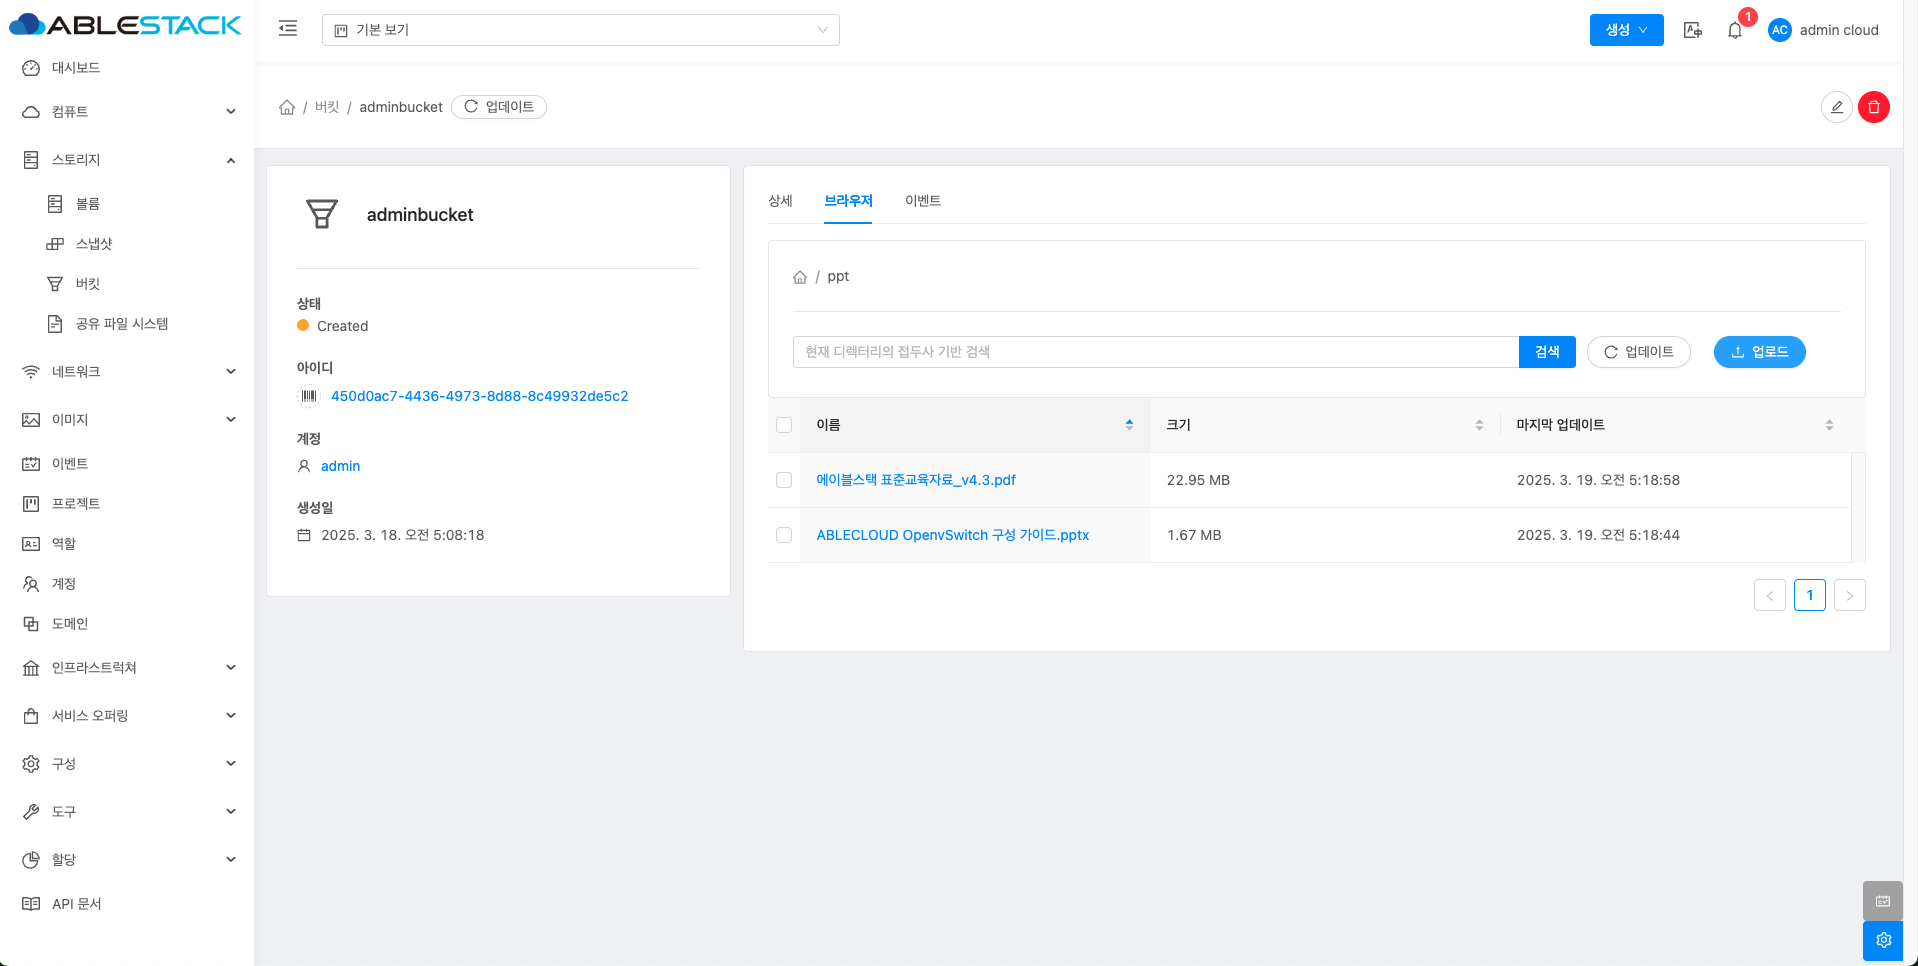 ABLESTACK
기본 보기
생성
1
AC
admin cloud
대시보드
컴퓨트
스토리지
볼륨
스냅샷
버킷
공유 파일 시스템
네트워크
이미지
이벤트
프로젝트
역할
계정
도메인
인프라스트럭쳐
서비스 오퍼링
구성
도구
할당
API 문서
/ 버킷 / adminbucket
업데이트
adminbucket
상태
Created
아이디
450d0ac7-4436-4973-8d88-8c49932de5c2
계정
admin
생성일
2025. 3. 18. 오전 5:08:18
상세 브라우저 이벤트
/ ppt
현재 디렉터리의 접두사 기반 검색
검색
업데이트
업로드
이름 크기 마지막 업데이트
에이블스택 표준교육자료_v4.3.pdf 22.95 MB 2025. 3. 19. 오전 5:18:58
ABLECLOUD OpenvSwitch 구성 가이드.pptx 1.67 MB 2025. 3. 19. 오전 5:18:44
< 1 >